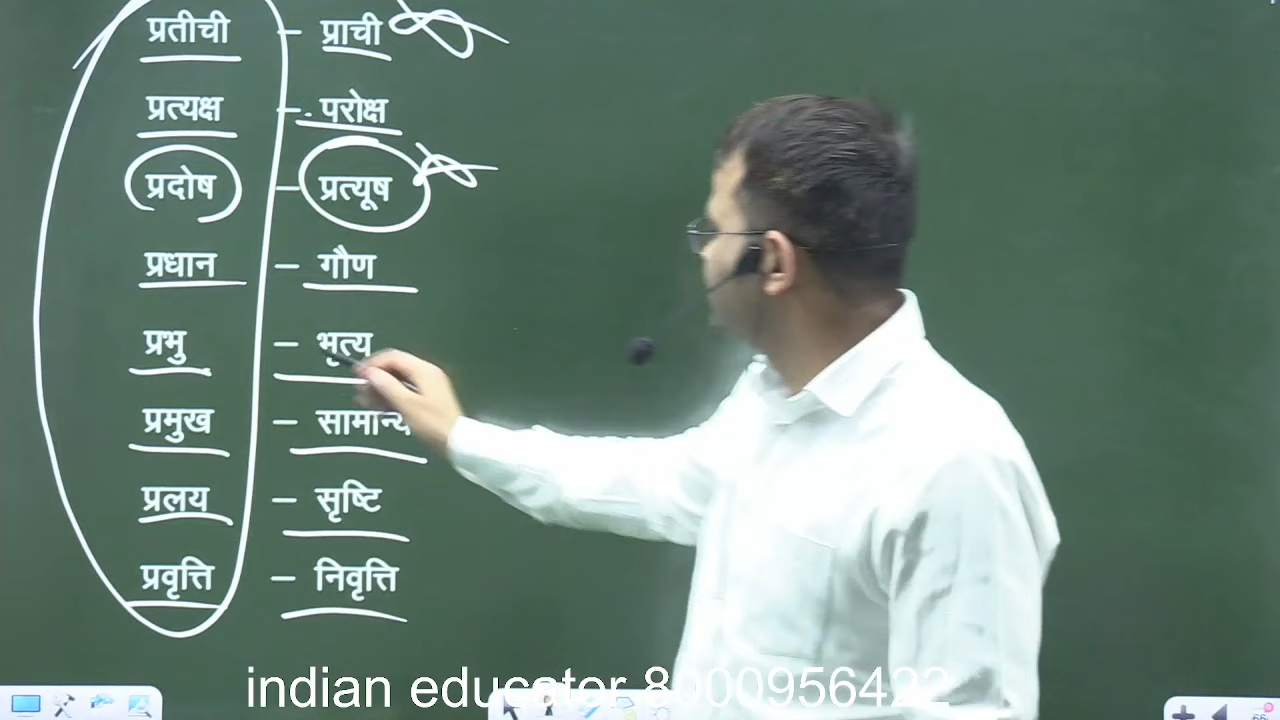 प्रतीची – प्राची
प्रत्यक्ष – परोक्ष
प्रदोष – प्रत्यूष
प्रधान – गौण
प्रभु – भृत्य
प्रमुख – सामान्य
प्रलय – सृष्टि
प्रवृत्ति – निवृत्ति
indian educator 8000956422